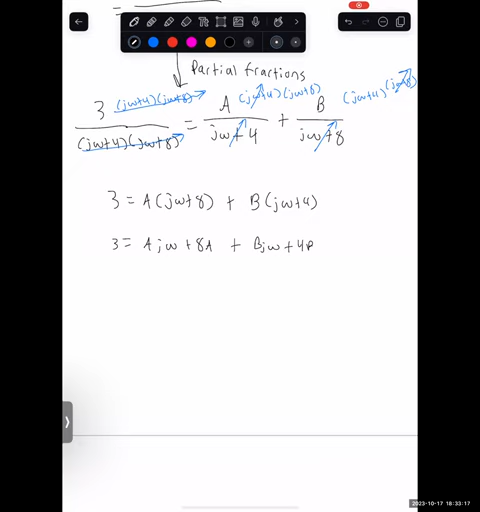 =
Partial fractions
3 (jω+4)(jω+8) / (jω+4)(jω+8) = A (jω+4)(jω+8) / jω+4 + B (jω+4)(jω+8) / jω+8
3 = A(jω+8) + B(jω+4)
3 = Ajω+8A + Bjω+4B
2023-10-17 18:33:17